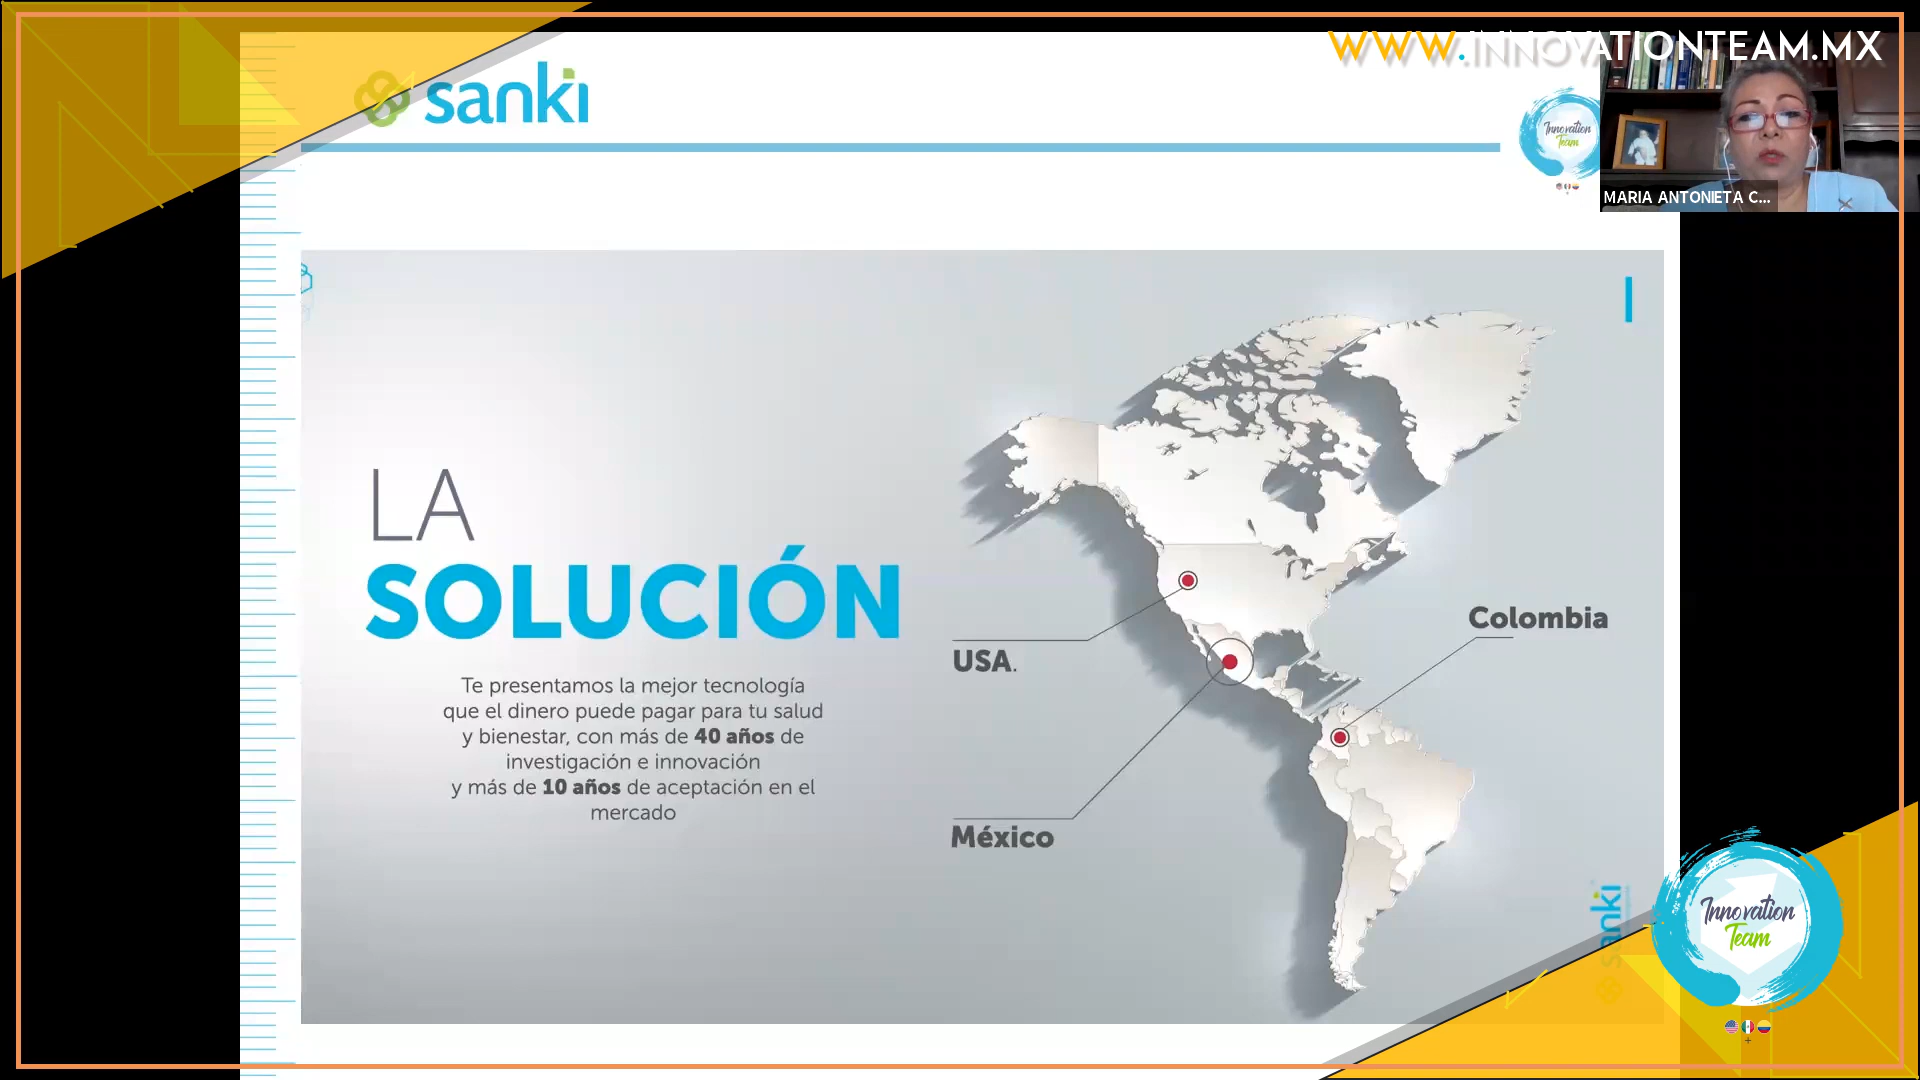 WWW.INNOVATIONTEAM.MX
sanki
Innovation
Team
MARIA ANTONIETA C...
LA
SOLUCIÓN
Te presentamos la mejor tecnología
que el dinero puede pagar para tu salud
y bienestar, con más de 40 años de
investigación e innovación
y más de 10 años de aceptación en el
mercado
USA.
Colombia
México
sanki
Innovation
Team
+